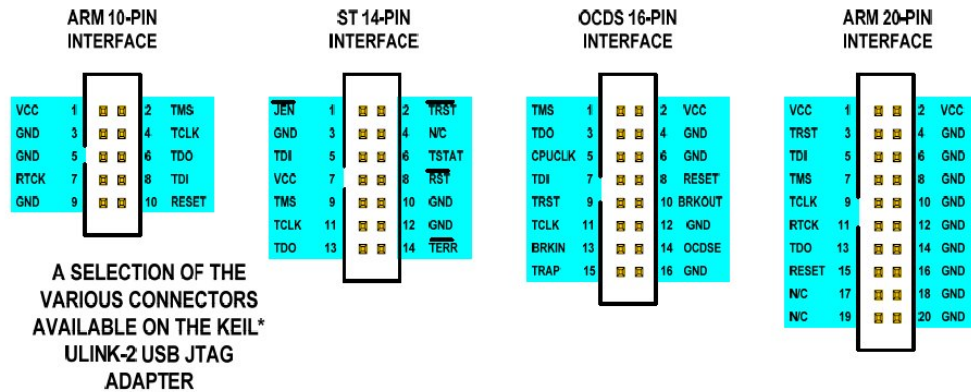 ARM 10-PIN
INTERFACE
VCC 1 2 TMS
GND 3 4 TCLK
GND 5 6 TDO
RTCK 7 8 TDI
GND 9 10 RESET
ST 14-PIN
INTERFACE
JEN 1 2 TRST
GND 3 4 N/C
TDI 5 6 TSTAT
VCC 7 8 RST
TMS 9 10 GND
TCLK 11 12 GND
TDO 13 14 TERR
OCDS 16-PIN
INTERFACE
TMS 1 2 VCC
TDO 3 4 GND
CPUCLK 5 6 GND
TDI 7 8 RESET
TRST 9 10 BRKOUT
TCLK 11 12 GND
BRKIN 13 14 OCDSE
TRAP 15 16 GND
ARM 20-PIN
INTERFACE
VCC 1 2 VCC
TRST 3 4 GND
TDI 5 6 GND
TMS 7 8 GND
TCLK 9 10 GND
RTCK 11 12 GND
TDO 13 14 GND
RESET 15 16 GND
N/C 17 18 GND
N/C 19 20 GND
A SELECTION OF THE
VARIOUS CONNECTORS
AVAILABLE ON THE KEIL*
ULINK-2 USB JTAG
ADAPTER